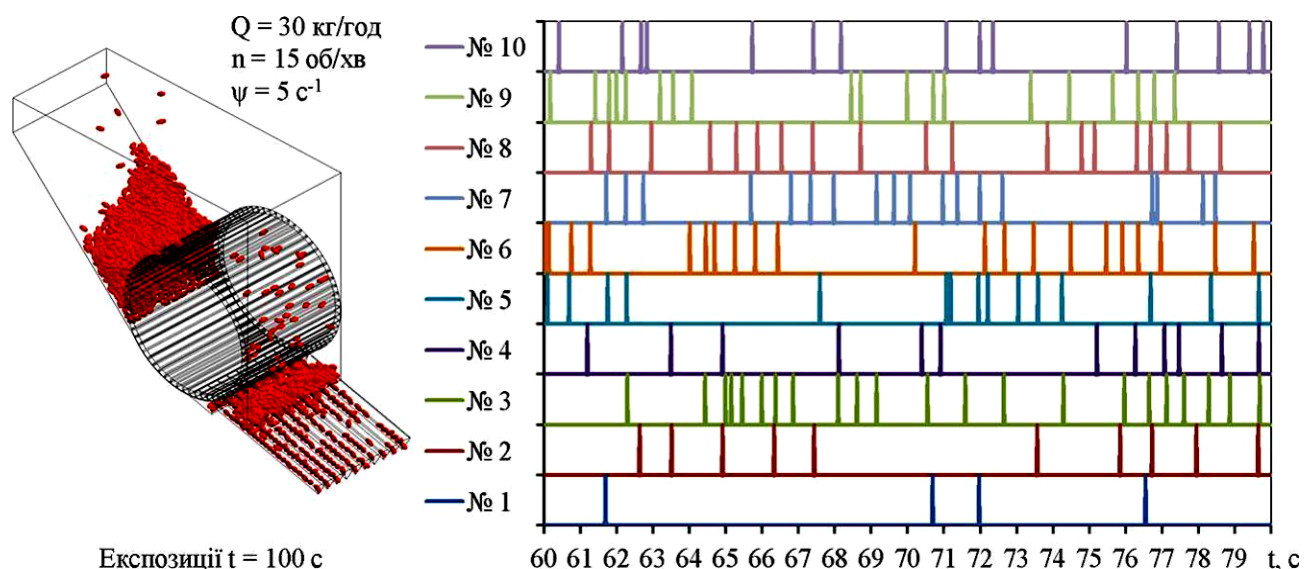 Q = 30 кг/год
n = 15 об/хв
ψ = 5 с⁻¹
Експозиції t = 100 с
№ 10
№ 9
№ 8
№ 7
№ 6
№ 5
№ 4
№ 3
№ 2
№ 1
60 61 62 63 64 65 66 67 68 69 70 71 72 73 74 75 76 77 78 79 t, с